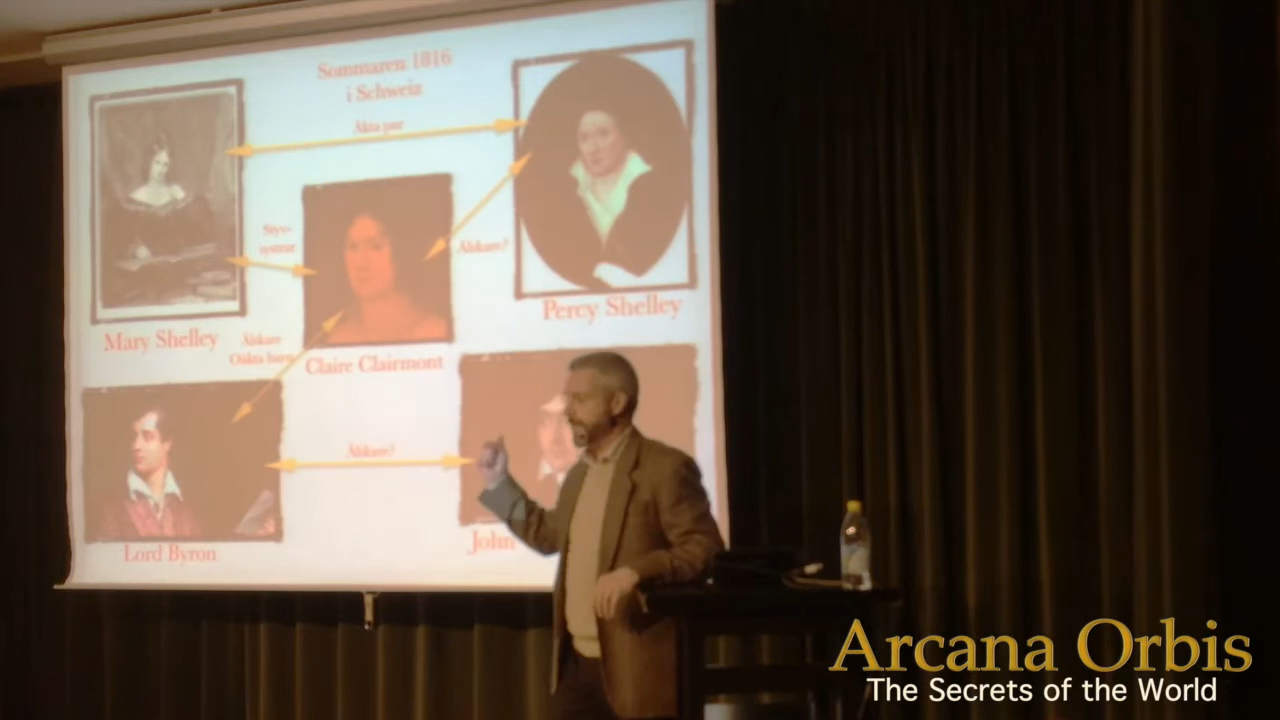 Sommaren 1816
i Schweiz
Äkta par
Styv-
systrar
Älskare?
Percy Shelley
Mary Shelley
Älskare
Oäkta barn
Claire Clairmont
Älskare?
Lord Byron
John
Arcana Orbis
The Secrets of the World